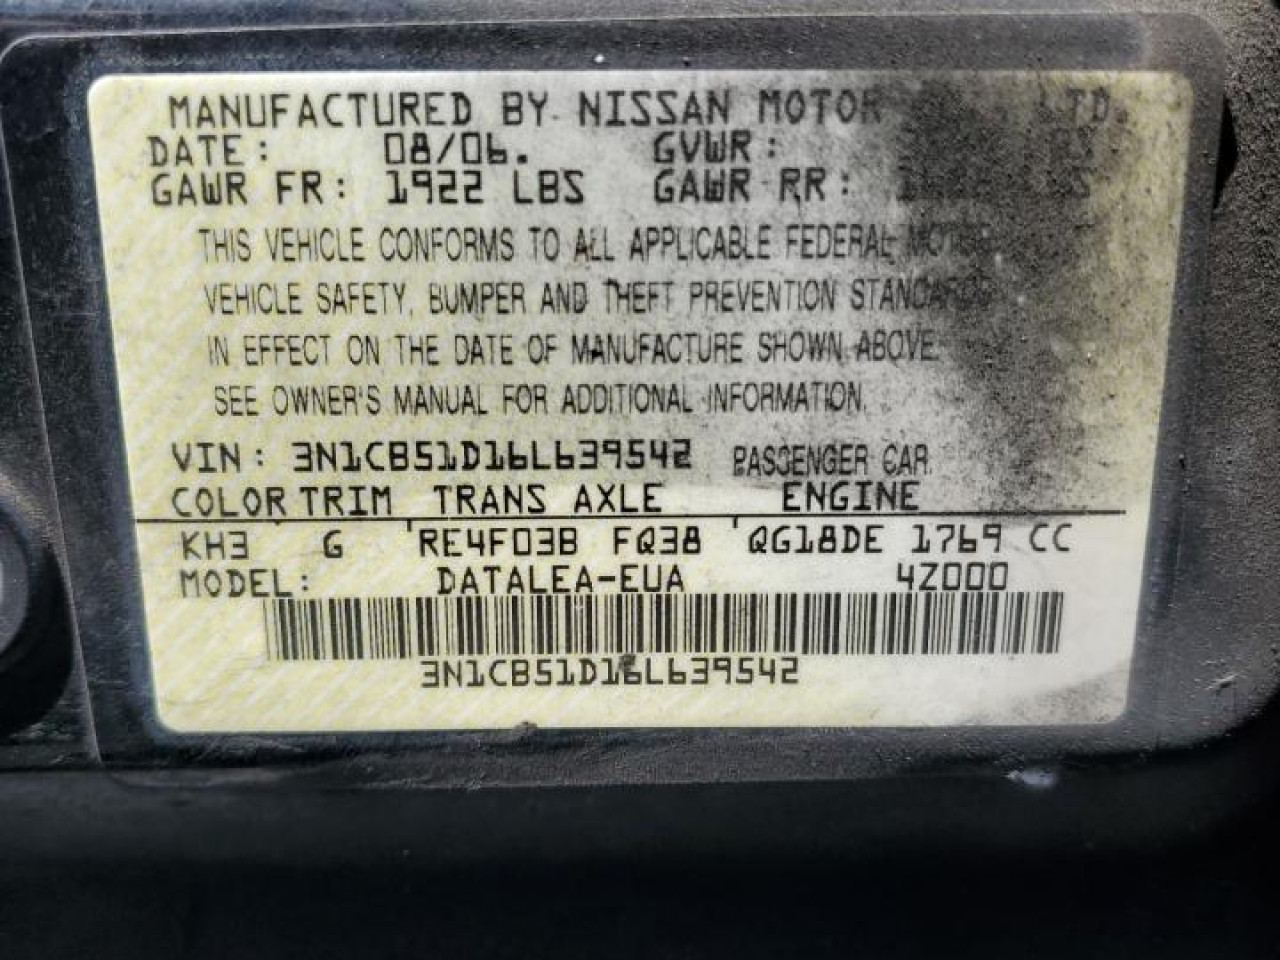 MANUFACTURED BY NISSAN MOTOR LTD.
DATE: 08/06. GVWR:
GAWR FR: 1922 LBS GAWR RR:
THIS VEHICLE CONFORMS TO ALL APPLICABLE FEDERAL MOTOR
VEHICLE SAFETY, BUMPER AND THEFT PREVENTION STANDARDS
IN EFFECT ON THE DATE OF MANUFACTURE SHOWN ABOVE.
SEE OWNER'S MANUAL FOR ADDITIONAL INFORMATION.
VIN: 3N1CB51D16L639542 PASSENGER CAR
COLOR TRIM TRANS AXLE ENGINE
KH3 G RE4F03B FQ38 QG18DE 1769 CC
MODEL: DATALEA-EUA 4Z000
3N1CB51D16L639542